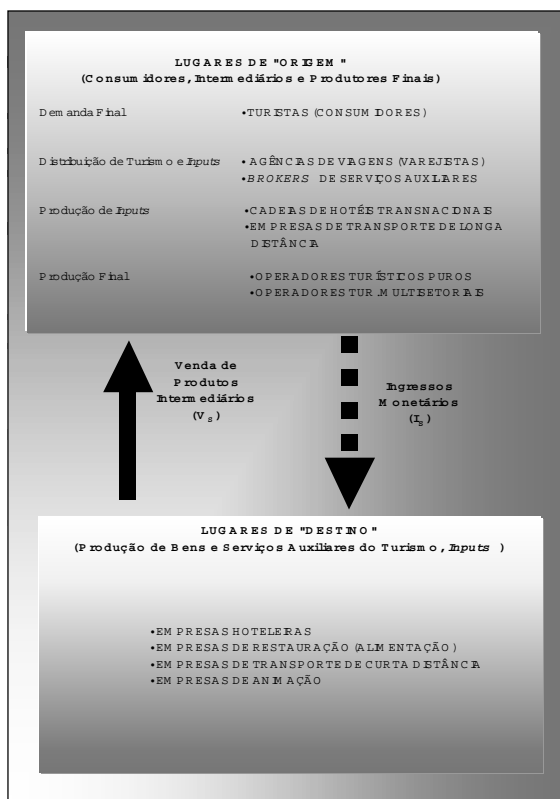 LUGARES DE "ORIGEM"
(Consumidores, Intermediários e Produtores Finais)
Demanda Final •TURISTAS (CONSUMIDORES)
Distribuição de Turismo e Inputs •AGÊNCIAS DE VIAGENS (VAREJISTAS)
•BROKERS DE SERVIÇOS AUXILIARES
Produção de Inputs •CADEIAS DE HOTÉIS TRANSNACIONAIS
•EMPRESAS DE TRANSPORTE DE LONGA
DISTÂNCIA
Produção Final •OPERADORES TURÍSTICOS PUROS
•OPERADORES TUR. MULTISETORIAIS
Venda de
Produtos
Intermediários
(Vs)
Ingressos
Monetários
(Is)
LUGARES DE "DESTINO"
(Produção de Bens e Serviços Auxiliares do Turismo, Inputs )
•EMPRESAS HOTELEIRAS
•EMPRESAS DE RESTAURAÇÃO (ALIMENTAÇÃO)
•EMPRESAS DE TRANSPORTE DE CURTA DISTÂNCIA
•EMPRESAS DE ANIMAÇÃO